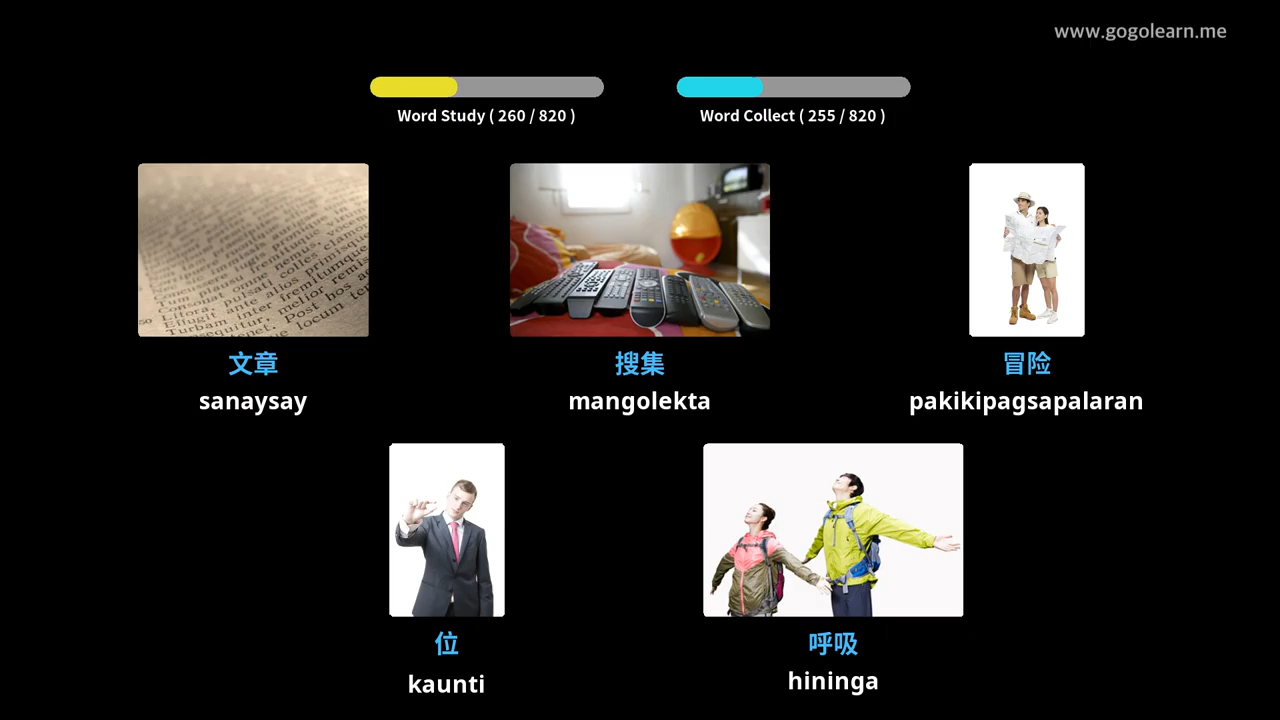 www.gogolearn.me
Word Study ( 260 / 820 )
Word Collect ( 255 / 820 )
文章
sanaysay
搜集
mangolekta
冒险
pakikipagsapalaran
位
kaunti
呼吸
hininga